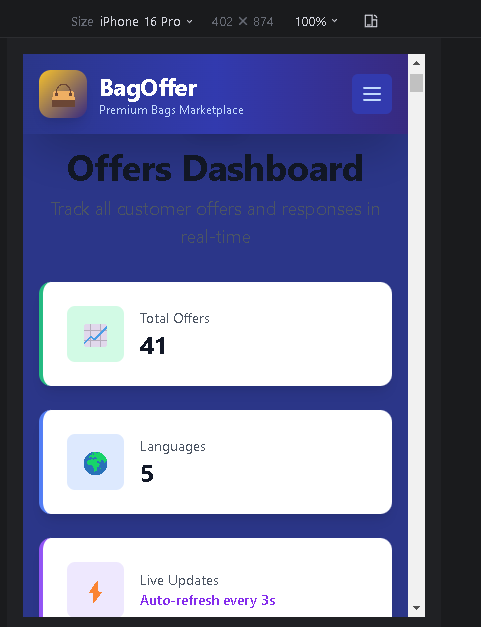 Size iPhone 16 Pro 402 × 874 100%
BagOffer
Premium Bags Marketplace
Offers Dashboard
Track all customer offers and responses in
real-time
Total Offers
41
Languages
5
Live Updates
Auto-refresh every 3s